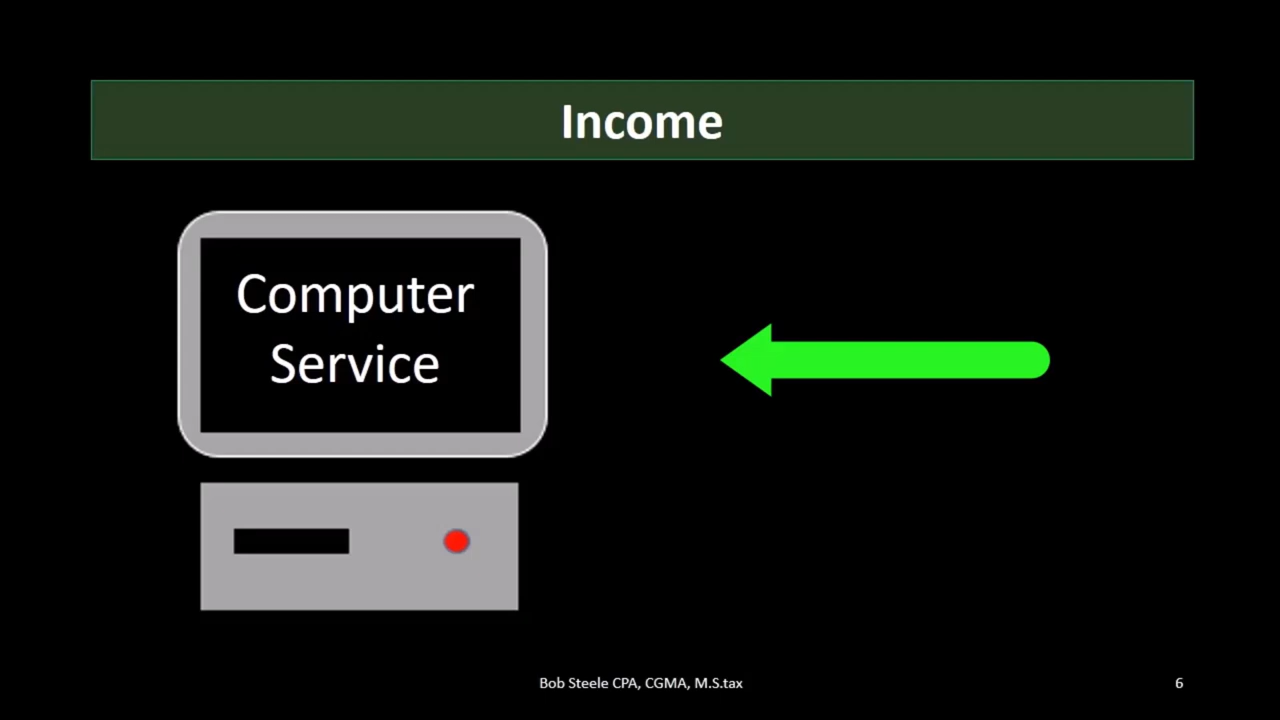 Income
Computer
Service
Bob Steele CPA, CGMA, M.S.tax
6